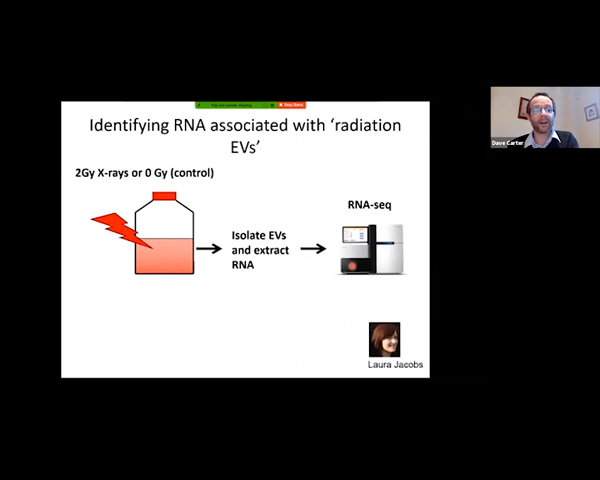 Identifying RNA associated with 'radiation
EVs'
2Gy X-rays or 0 Gy (control)
RNA-seq
Isolate EVs
and extract
RNA
Laura Jacobs
Dave Carter